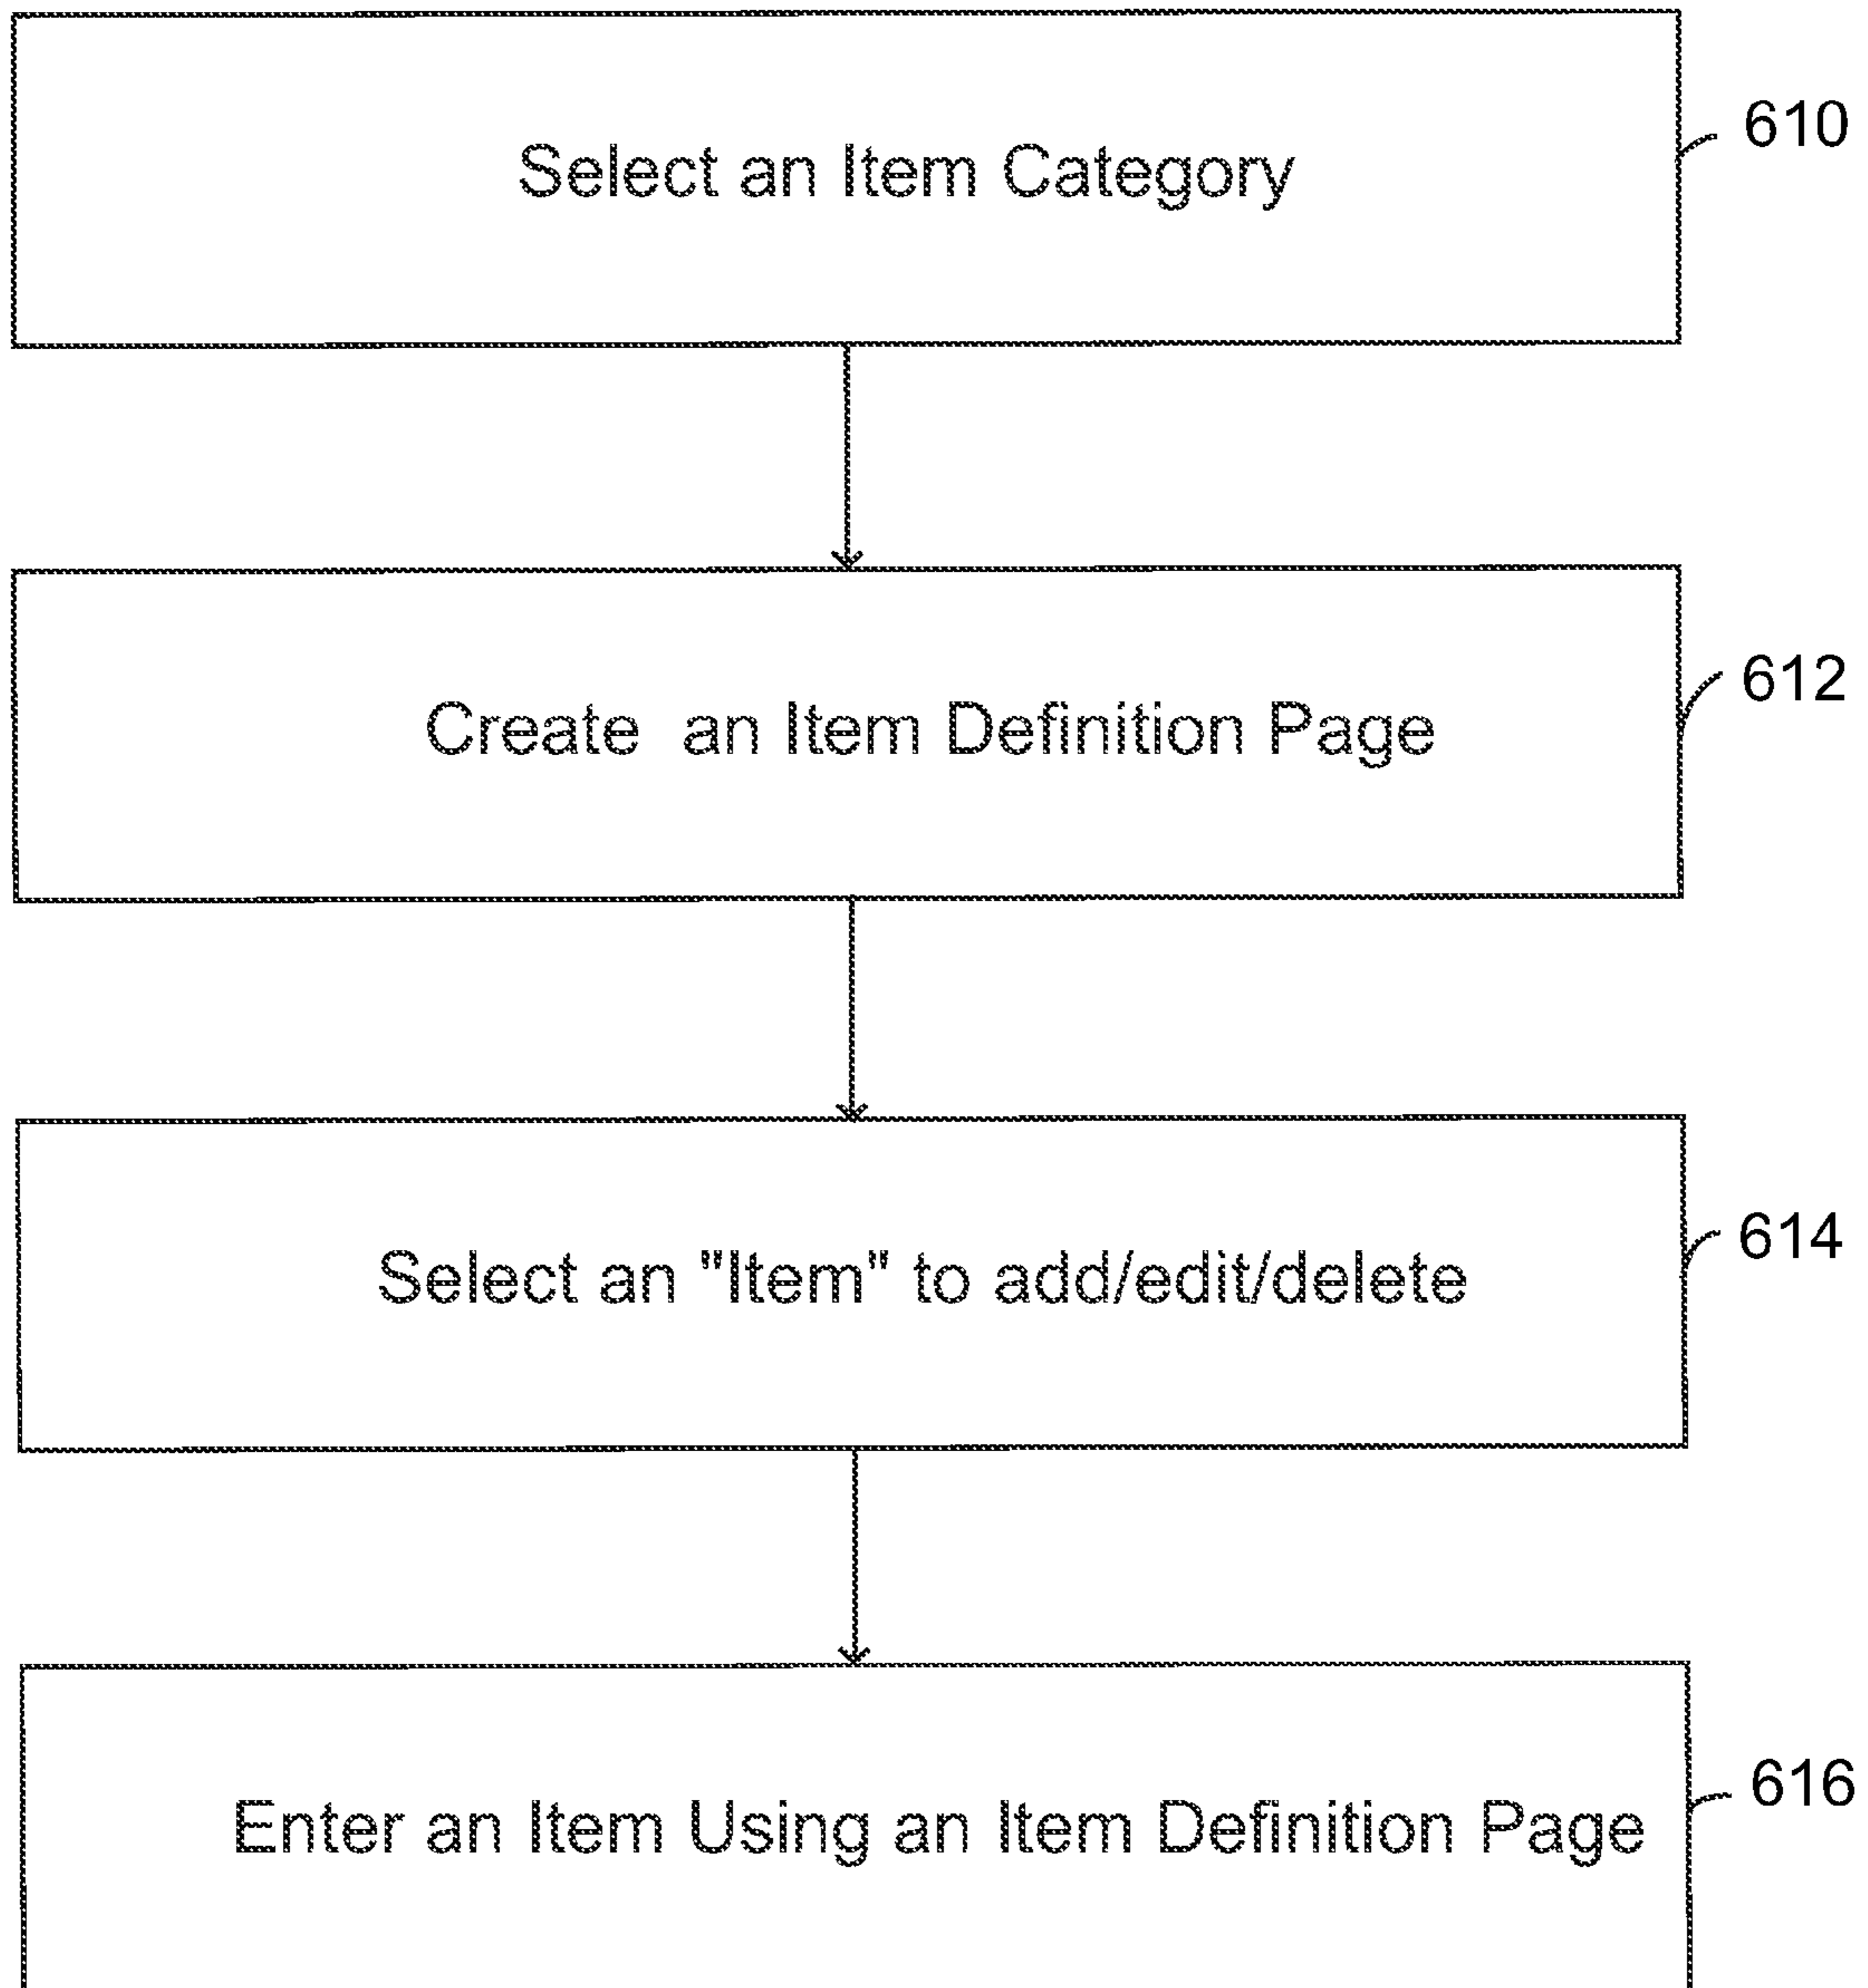 Select an Item Category
610
Create an Item Definition Page
612
Select an "Item" to add/edit/delete
614
Enter an Item Using an Item Definition Page
616